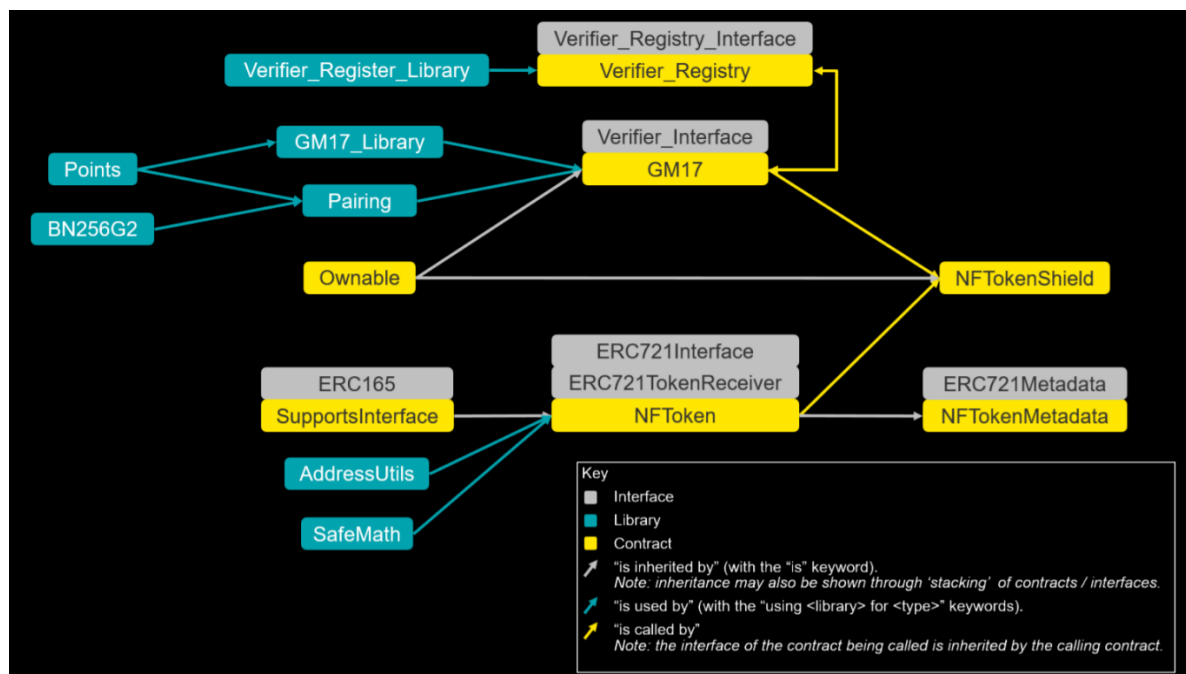 Verifier_Registry_Interface
Verifier_Register_Library
Verifier_Registry
Verifier_Interface
GM17_Library
Points
GM17
Pairing
BN256G2
Ownable
NFTokenShield
ERC721Interface
ERC165
ERC721TokenReceiver
ERC721Metadata
SupportsInterface
NFToken
NFTokenMetadata
AddressUtils
SafeMath
Key
Interface
Library
Contract
“is inherited by” (with the “is” keyword).
Note: inheritance may also be shown through ‘stacking’ of contracts / interfaces.
“is used by” (with the “using <library> for <type>” keywords).
“is called by”
Note: the interface of the contract being called is inherited by the calling contract.